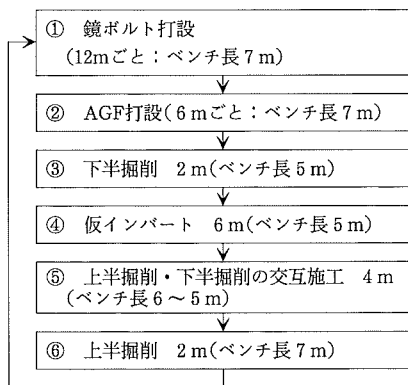 ① 鏡ボルト打設
(12mごと:ベンチ長7m)
② AGF打設(6mごと:ベンチ長7m)
③ 下半掘削 2m(ベンチ長5m)
④ 仮インバート 6m(ベンチ長5m)
⑤ 上半掘削・下半掘削の交互施工 4m
(ベンチ長6~5m)
⑥ 上半掘削 2m(ベンチ長7m)